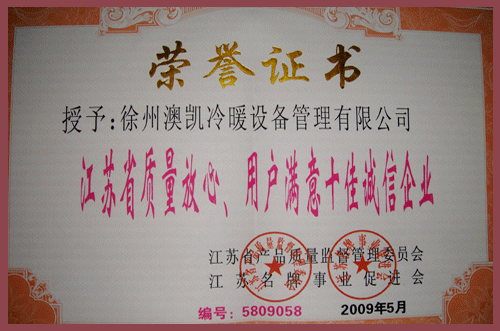 荣誉证书
授予:徐州澳凯冷暖设备管理有限公司
江苏省质量放心、用户满意十佳诚信企业
江苏省产品质量监督管理委员会
江苏名牌事业促进会
编号:5809058 2009年5月